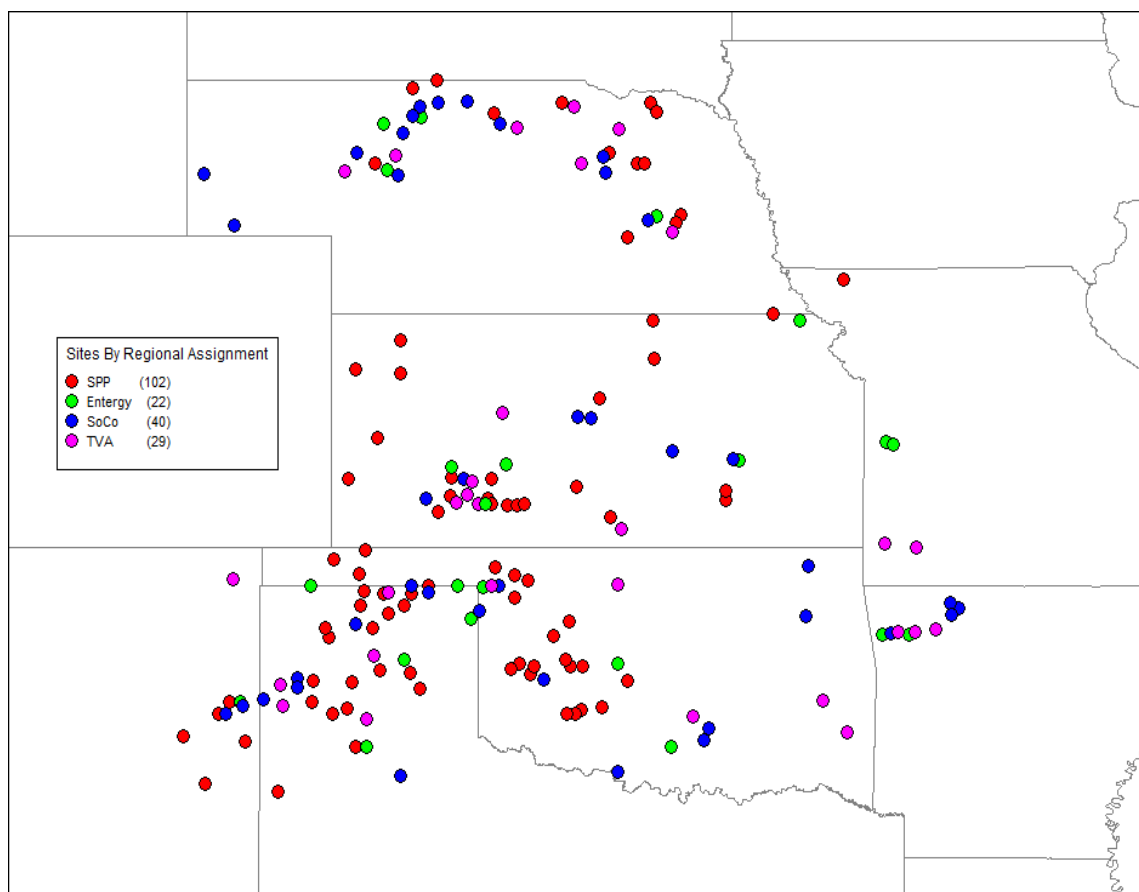 Sites By Regional Assignment
SPP (102)
Entergy (22)
SoCo (40)
TVA (29)